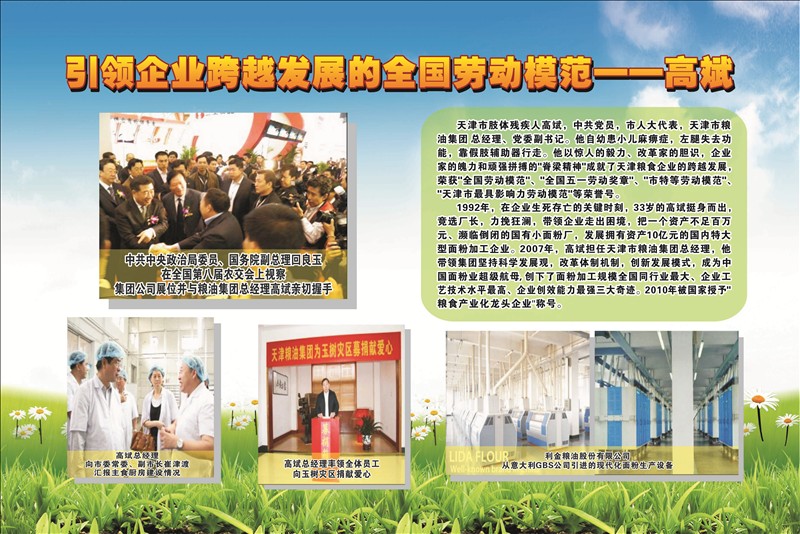 引领企业跨越发展的全国劳动模范——高斌
天津市肢体残疾人高斌，中共党员，市人大代表，天津市粮
油集团总经理、党委副书记。他自幼患小儿麻痹症，左腿失去功
能，靠假肢辅助器行走。他以惊人的毅力、改革家的胆识，企业
家的魄力和顽强拼搏的"脊梁精神"成就了天津粮食企业的跨越发展，
荣获"全国劳动模范"、"全国五一劳动奖章"、"市特等劳动模范"、
"天津市最具影响力劳动模范"等荣誉号。
1992年，在企业生死存亡的关键时刻，33岁的高斌挺身而出，
竞选厂长，力挽狂澜，带领企业走出困境，把一个资产不足百万
元、濒临倒闭的国有小面粉厂，发展拥有资产10亿元的国内特大
型面粉加工企业。2007年，高斌担任天津市粮油集团总经理，他
带领集团坚持科学发展观，改革体制机制，创新发展模式，成为中
国面粉业超级航母，创下了面粉加工规模全国同行业最大、企业工
艺技术水平最高、企业创效能力最强三大奇迹。2010年被国家授予"
粮食产业化龙头企业"称号。
中共中央政治局委员、国务院副总理回良玉
在全国第八届农交会上视察
集团公司展位并与粮油集团总经理高斌亲切握手
高斌总经理
向市委常委、副市长崔津渡
汇报主食厨房建设情况
天津粮油集团为玉树灾区募捐献爱心
募捐箱
高斌总经理率领全体员工
向玉树灾区捐献爱心
LIDA FLOUR
利金粮油股份有限公司
从意大利GBS公司引进的现代化面粉生产设备